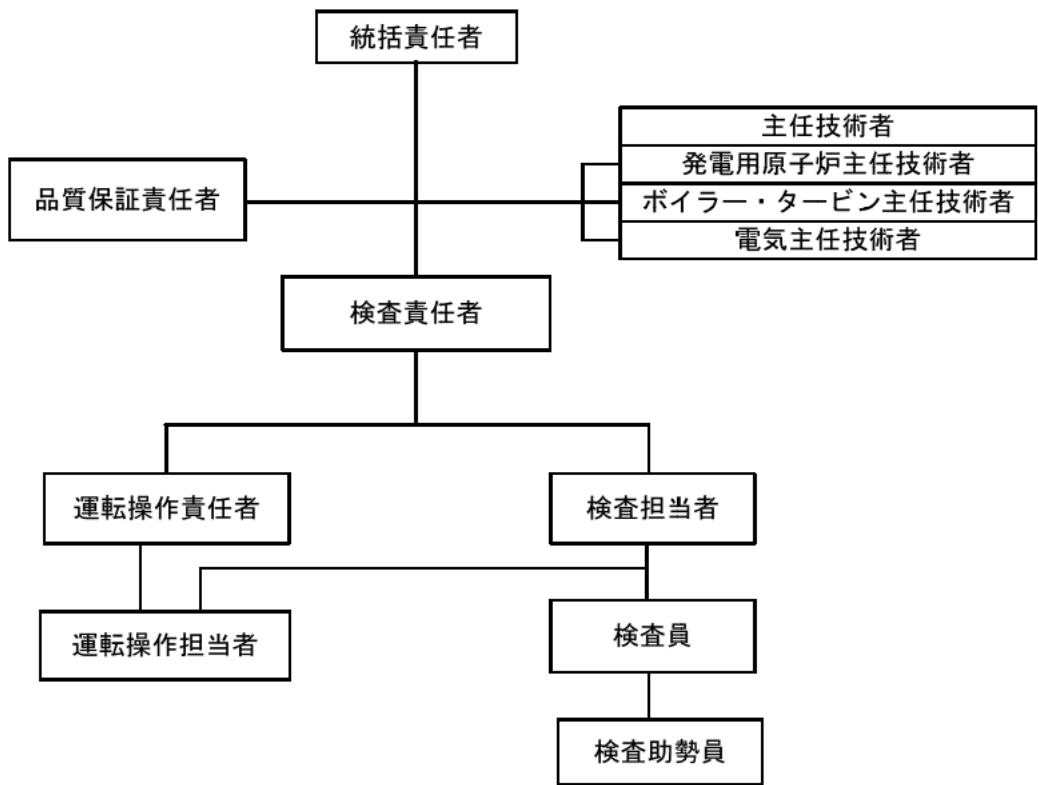 統括責任者
主任技術者
発電用原子炉主任技術者
品質保証責任者
ボイラー・タービン主任技術者
電気主任技術者
検査責任者
運転操作責任者
検査担当者
運転操作担当者
検査員
検査助勢員